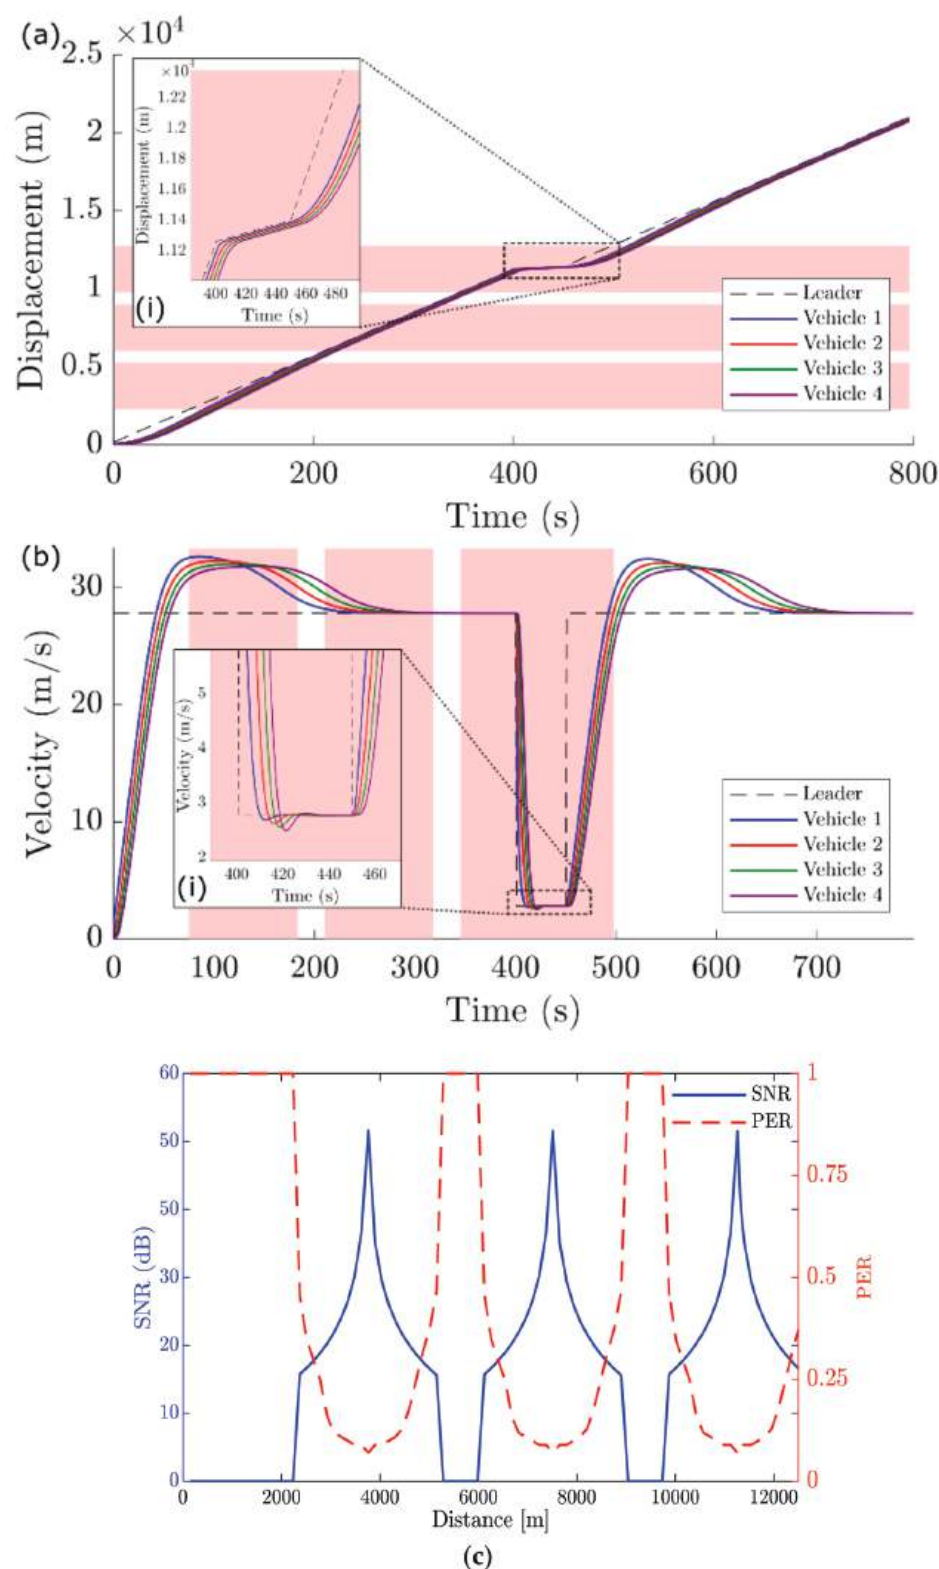 (a)
×10⁴
2.5
2
1.5
1
0.5
0
Displacement (m)
0
200
400
600
800
Time (s)
1.22
1.2
1.18
1.16
1.14
1.12
Displacement (m)
400 420 440 460 480
Time (s)
(i)
Leader
Vehicle 1
Vehicle 2
Vehicle 3
Vehicle 4
(b)
30
20
10
0
Velocity (m/s)
0 100 200 300 400 500 600 700
Time (s)
5
4
3
2
Velocity (m/s)
400 420 440 460
Time (s)
(i)
Leader
Vehicle 1
Vehicle 2
Vehicle 3
Vehicle 4
60
50
50
30
20
10
0
SNR (dB)
1
0.75
0.5
0.25
0
PER
SNR
PER
0 2000 4000 6000 8000 10000 12000
Distance [m]
(c)